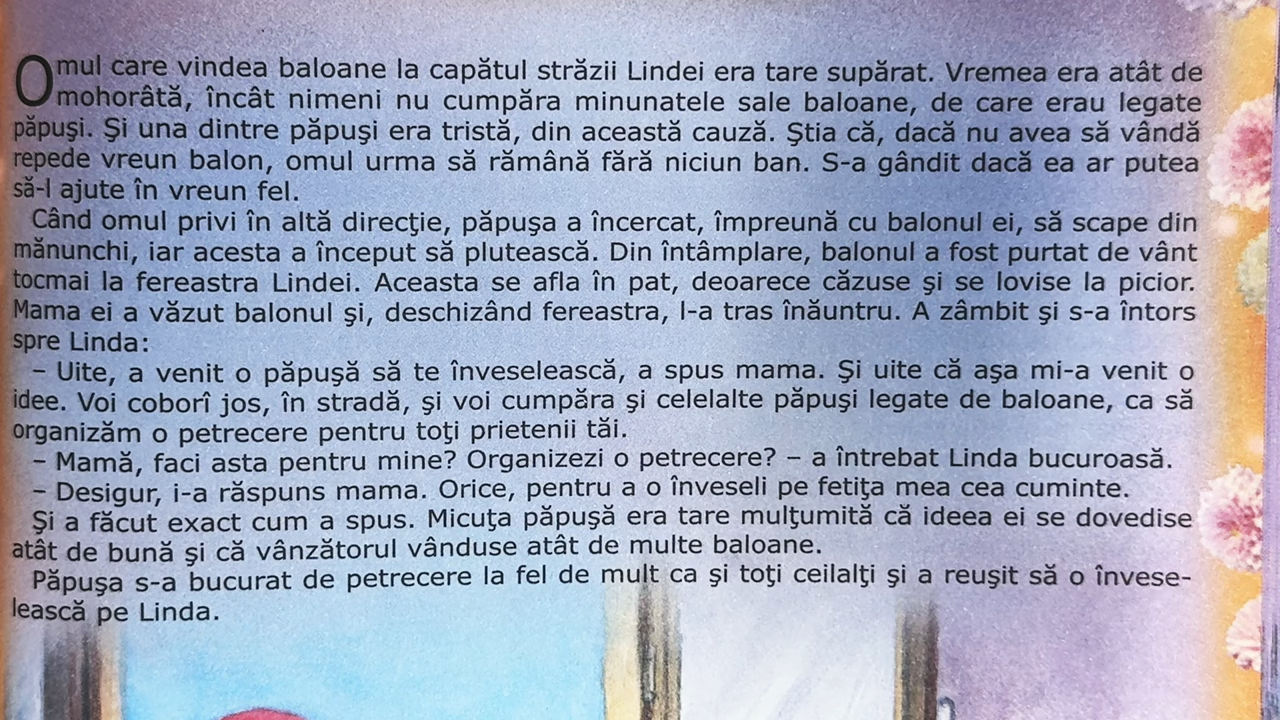 Omul care vindea baloane la capătul străzii Lindei era tare supărat. Vremea era atât de
mohorâtă, încât nimeni nu cumpăra minunatele sale baloane, de care erau legate
păpuşi. Şi una dintre păpuşi era tristă, din această cauză. Ştia că, dacă nu avea să vândă
repede vreun balon, omul urma să rămână fără niciun ban. S-a gândit dacă ea ar putea
să-l ajute în vreun fel.
Când omul privi în altă direcţie, păpuşa a încercat, împreună cu balonul ei, să scape din
mănunchi, iar acesta a început să plutească. Din întâmplare, balonul a fost purtat de vânt
tocmai la fereastra Lindei. Aceasta se afla în pat, deoarece căzuse şi se lovise la picior.
Mama ei a văzut balonul şi, deschizând fereastra, l-a tras înăuntru. A zâmbit şi s-a întors
spre Linda:
– Uite, a venit o păpuşă să te înveselească, a spus mama. Şi uite că aşa mi-a venit o
idee. Voi coborî jos, în stradă, şi voi cumpăra şi celelalte păpuşi legate de baloane, ca să
organizăm o petrecere pentru toţi prietenii tăi.
– Mamă, faci asta pentru mine? Organizezi o petrecere? – a întrebat Linda bucuroasă.
– Desigur, i-a răspuns mama. Orice, pentru a o înveseli pe fetiţa mea cea cuminte.
Şi a făcut exact cum a spus. Micuţa păpuşă era tare mulţumită că ideea ei se dovedise
atât de bună şi că vânzătorul vânduse atât de multe baloane.
Păpuşa s-a bucurat de petrecere la fel de mult ca şi toţi ceilalţi şi a reuşit să o învese-
lească pe Linda.